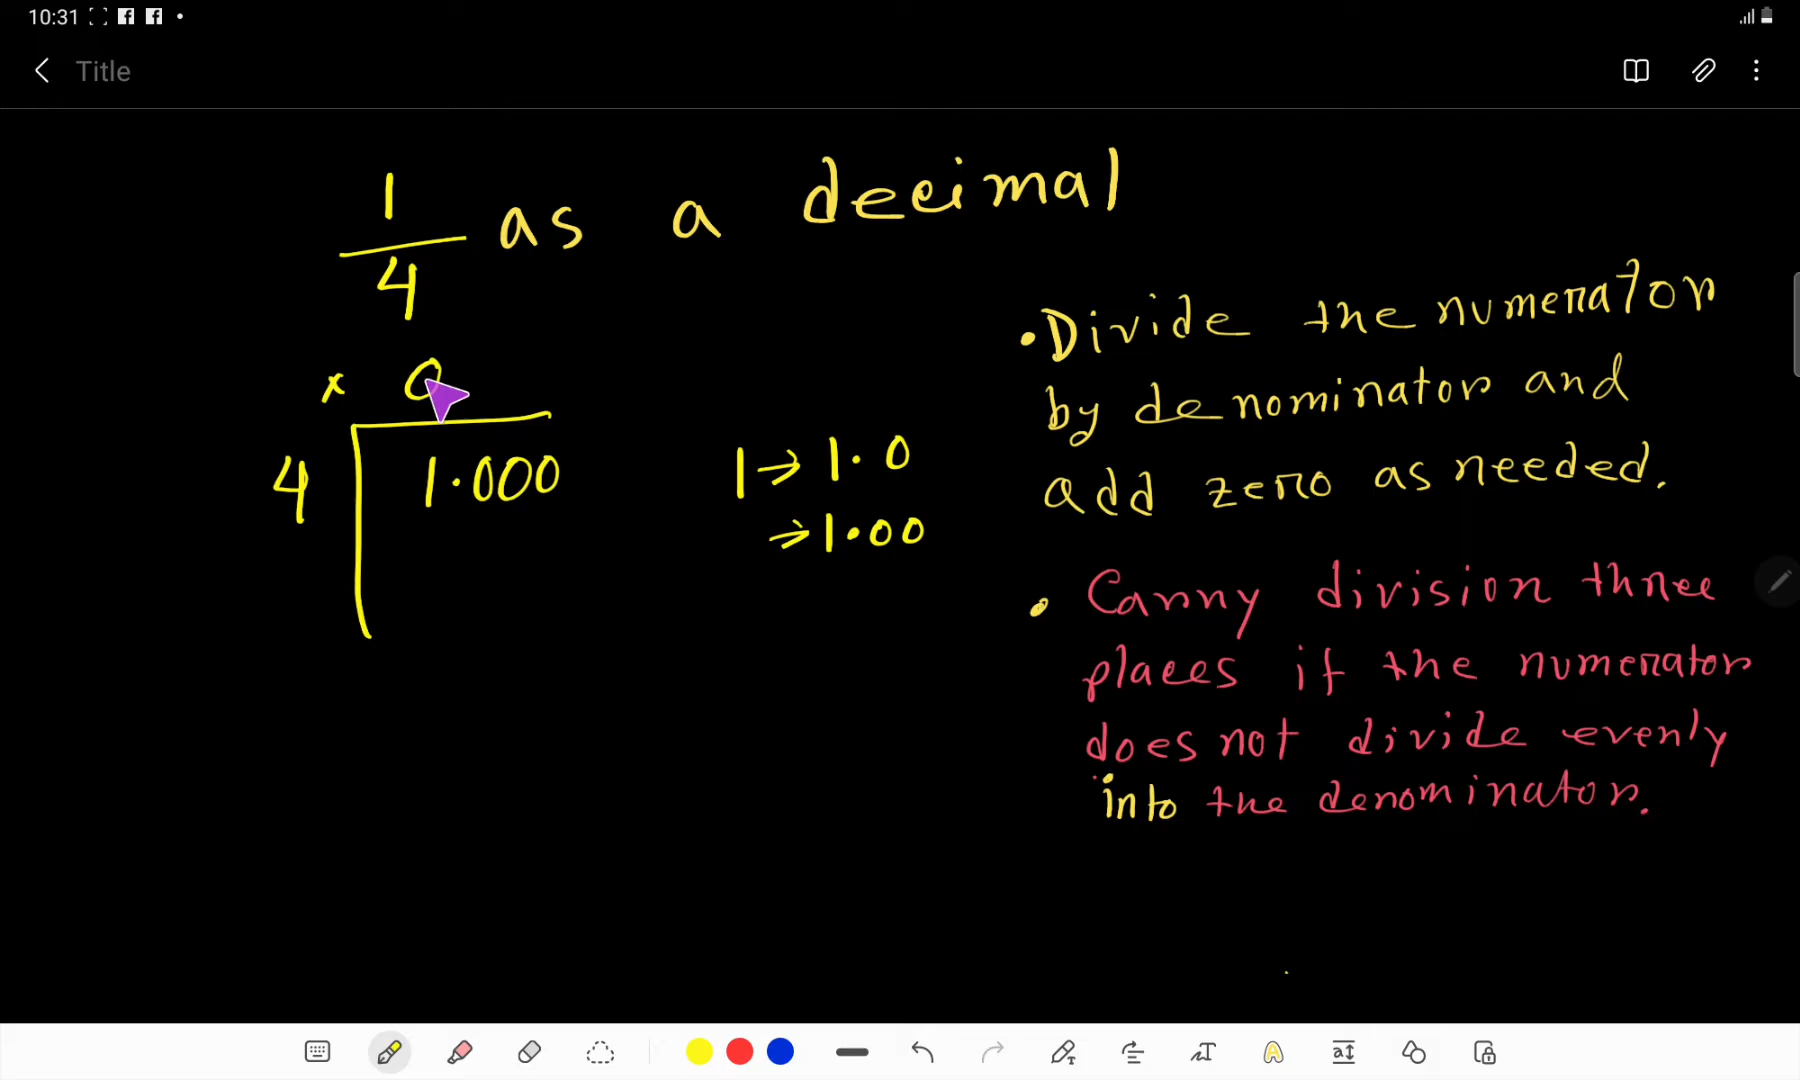 10:31
Title
1
4 as a decimal
• Divide the numerator
by denominator and
add zero as needed.
• Carry division three
places if the numerator
does not divide evenly
into the denominator.
× 0
4 1.000
1→1.0
→1.00